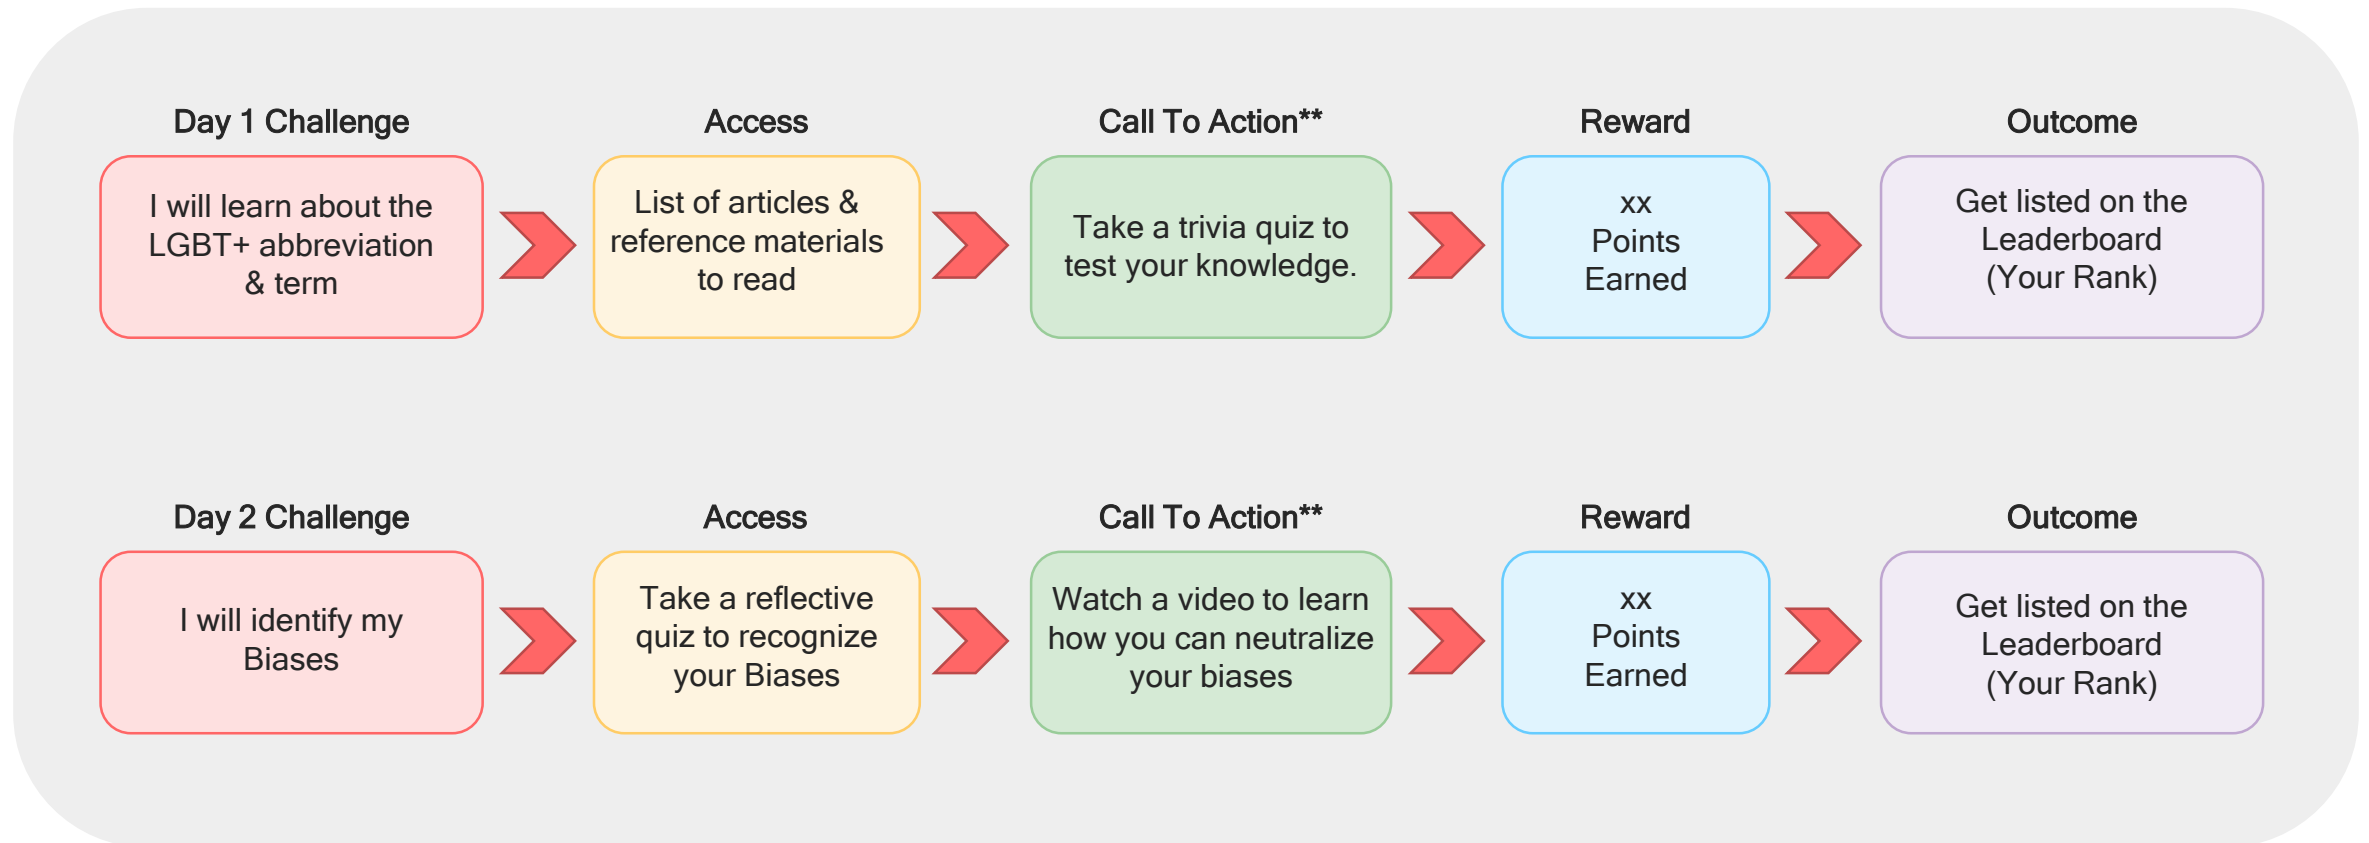 Day 1 Challenge
Access
Call To Action**
Reward
Outcome
I will learn about the
LGBT+ abbreviation
& term
List of articles &
reference materials
to read
Take a trivia quiz to
test your knowledge.
xx
Points
Earned
Get listed on the
Leaderboard
(Your Rank)
Day 2 Challenge
Access
Call To Action**
Reward
Outcome
I will identify my
Biases
Take a reflective
quiz to recognize
your Biases
Watch a video to learn
how you can neutralize
your biases
xx
Points
Earned
Get listed on the
Leaderboard
(Your Rank)